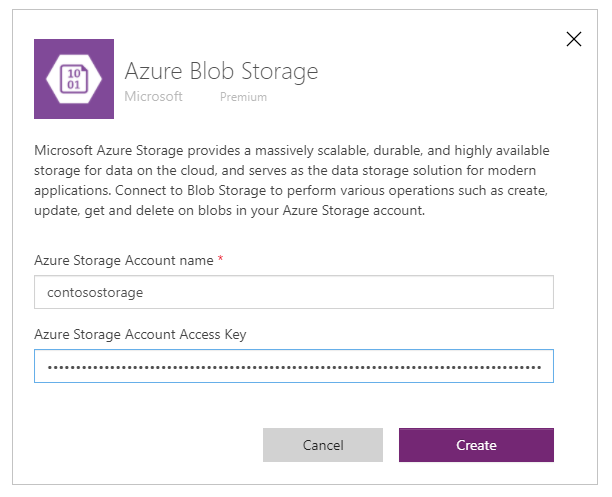 10
01
Azure Blob Storage
Microsoft Premium
Microsoft Azure Storage provides a massively scalable, durable, and highly available
storage for data on the cloud, and serves as the data storage solution for modern
applications. Connect to Blob Storage to perform various operations such as create,
update, get and delete on blobs in your Azure Storage account.
Azure Storage Account name *
contosostorage
Azure Storage Account Access Key
Cancel Create